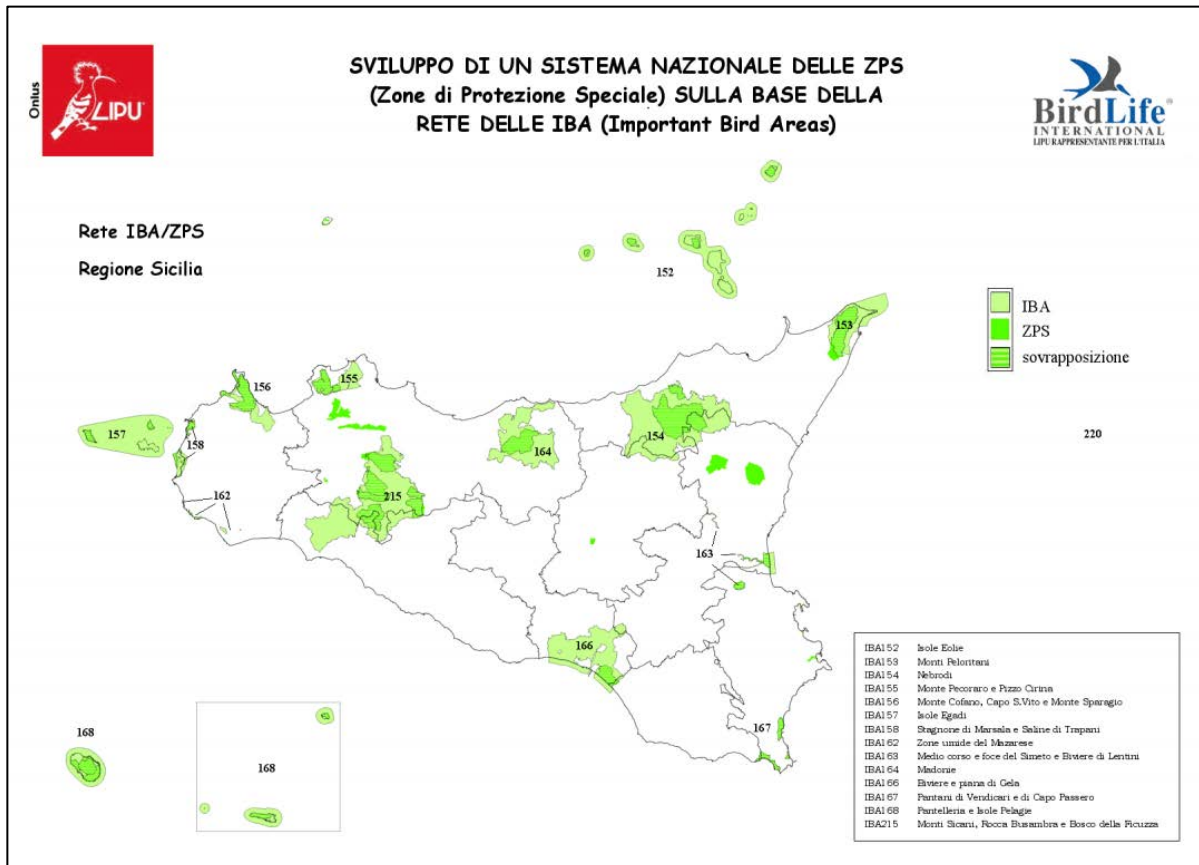 Onlus
LIPU
SVILUPPO DI UN SISTEMA NAZIONALE DELLE ZPS
(Zone di Protezione Speciale) SULLA BASE DELLA
RETE DELLE IBA (Important Bird Areas)
BirdLife®
INTERNATIONAL
LIPU RAPPRESENTANTE PER L'ITALIA
Rete IBA/ZPS
Regione Sicilia
152
IBA
ZPS
sovrapposizione
153
155
156
157
158
154
164
220
215
162
163
166
167
168
168
IBA152 Isole Eolie
IBA153 Monti Peloritani
IBA154 Nebrodi
IBA155 Monte Pecoraro e Pizzo Cirina
IBA156 Monte Cofano, Capo S.Vito e Monte Sparagio
IBA157 Isole Egadi
IBA158 Stagnone di Marsala e Saline di Trapani
IBA162 Zone umide del Mazarese
IBA163 Medio corso e foce del Simeto e Biviere di Lentini
IBA164 Madonie
IBA166 Biviere e piana di Gela
IBA167 Pantani di Vendicari e di Capo Passero
IBA168 Pantelleria e Isole Pelagie
IBA215 Monti Sicani, Rocca Busambra e Bosco della Ficuzza